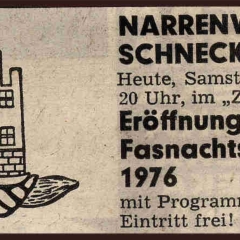 NARRENV
SCHNECK
Heute, Samst
20 Uhr, im „Z
Eröffnung
Fasnachts
1976
mit Programm
Eintritt frei!